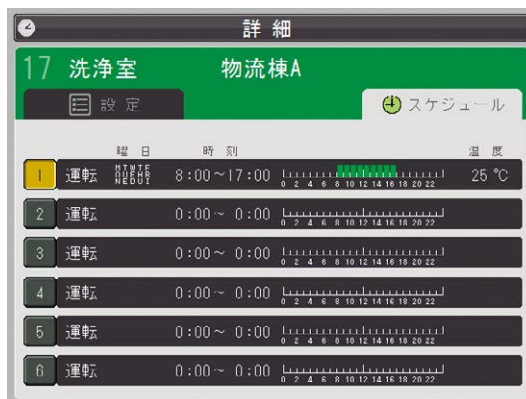 詳細
17 洗浄室 物流棟A
設定 スケジュール
曜日 時刻 温度
1 運転 MON TUE WED THU FRI 8:00~17:00 0 2 4 6 8 10 12 14 16 18 20 22 25 ℃
2 運転 0:00~ 0:00 0 2 4 6 8 10 12 14 16 18 20 22
3 運転 0:00~ 0:00 0 2 4 6 8 10 12 14 16 18 20 22
4 運転 0:00~ 0:00 0 2 4 6 8 10 12 14 16 18 20 22
5 運転 0:00~ 0:00 0 2 4 6 8 10 12 14 16 18 20 22
6 運転 0:00~ 0:00 0 2 4 6 8 10 12 14 16 18 20 22